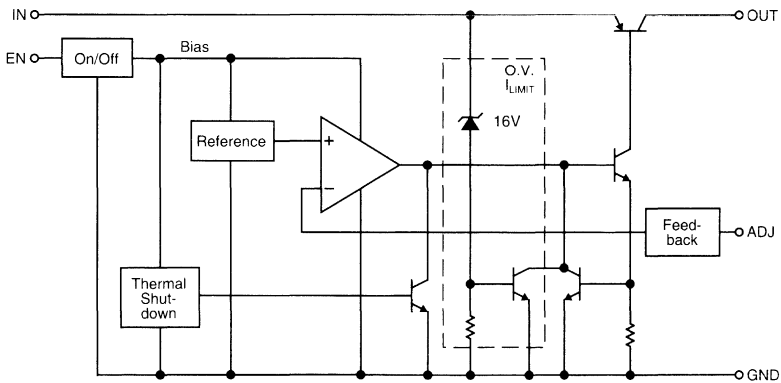 IN
OUT
EN
On/Off
Bias
O.V.
ILIMIT
16V
Reference
+
−
Feed-
back
ADJ
Thermal
Shut-
down
GND